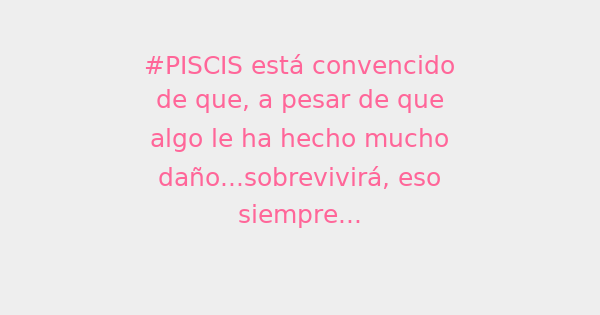 #PISCIS está convencido
de que, a pesar de que
algo le ha hecho mucho
daño...sobrevivirá, eso
siempre...